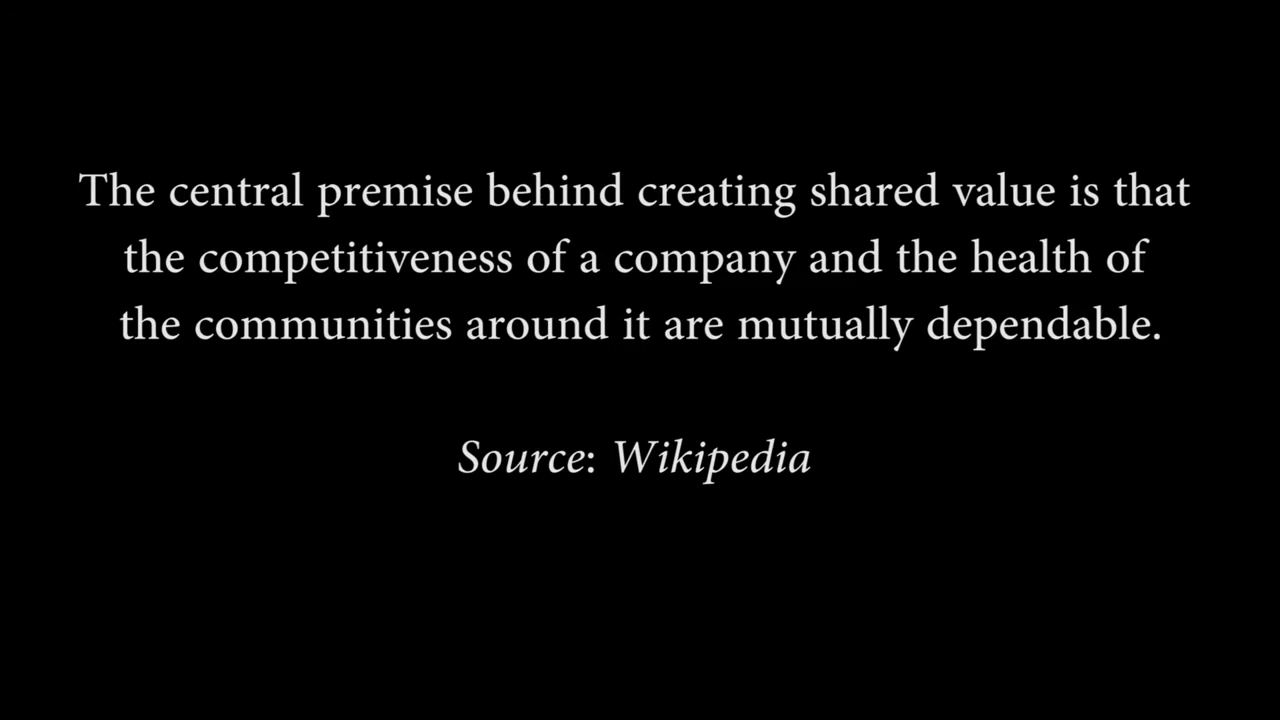 The central premise behind creating shared value is that
the competitiveness of a company and the health of
the communities around it are mutually dependable.
Source: Wikipedia